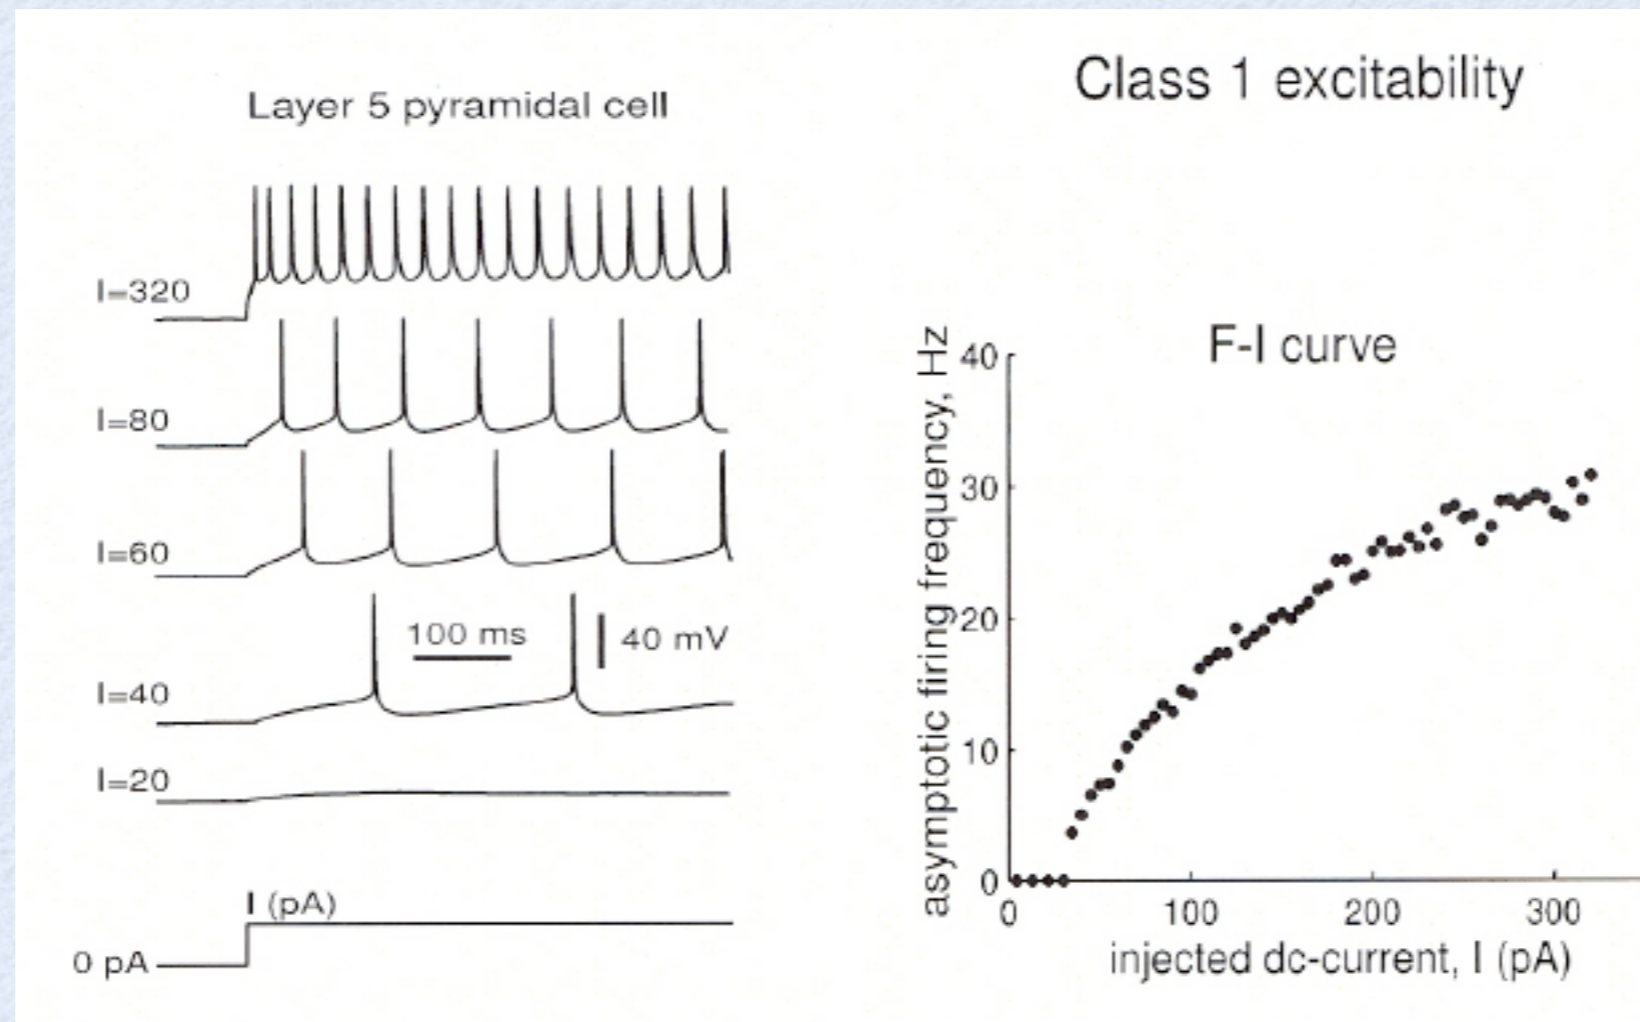 Layer 5 pyramidal cell
I=320
I=80
I=60
100 ms
40 mV
I=40
I=20
I (pA)
0 pA
Class 1 excitability
F-I curve
asymptotic firing frequency, Hz
40
30
20
10
0
0 100 200 300
injected dc-current, I (pA)